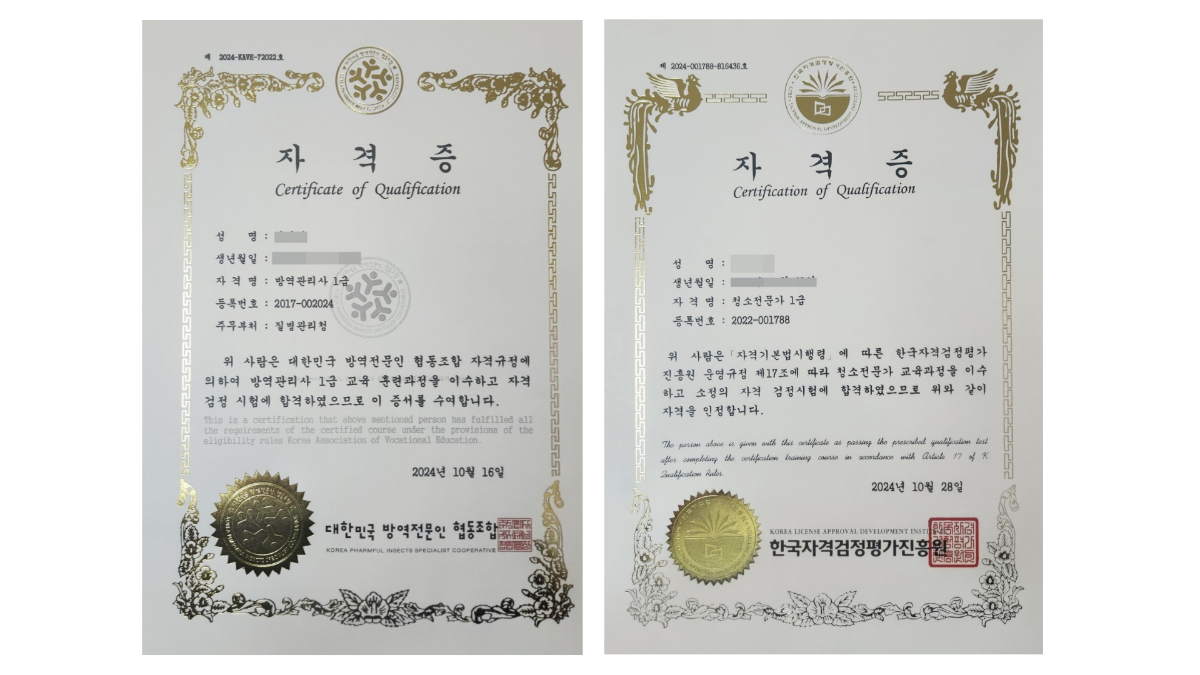 제 2024-KAVE-72022호
자 격 증
Certificate of Qualification
성 명 :
생년월일 :
자 격 명 : 방역관리사 1급
등록번호 : 2017-002024
주무부처 : 질병관리청
위 사람은 대한민국 방역전문인 협동조합 자격규정에
의하여 방역관리사 1급 교육 훈련과정을 이수하고 자격
검정 시험에 합격하였으므로 이 증서를 수여합니다.
This is a certification that above mentioned person has fulfilled all
the requirements of the certified course under the provisions of the
eligibility rules Korea Association of Vocational Education.
2024년 10월 16일
대한민국 방역전문인 협동조합
KOREA PHARMFUL INSECTS SPECIALIST COOPERATIVE
제 2024-001788-816436호
자 격 증
Certification of Qualification
성 명 :
생년월일 :
자 격 명 : 청소전문가 1급
등록번호 : 2022-001788
위 사람은「자격기본법시행령」에 따른 한국자격검정평가
진흥원 운영규정 제17조에 따라 청소전문가 교육과정을 이수
하고 소정의 자격 검정시험에 합격하였으므로 위와 같이
자격을 인정합니다.
The person above is given with this certificate as passing the prescribed qualification test
after completing the certification training course in accordance with Article 17 of K
Qualification Rules.
2024년 10월 28일
KOREA LICENSE APPROVAL DEVELOPMENT INSTI
한국자격검정평가진흥원